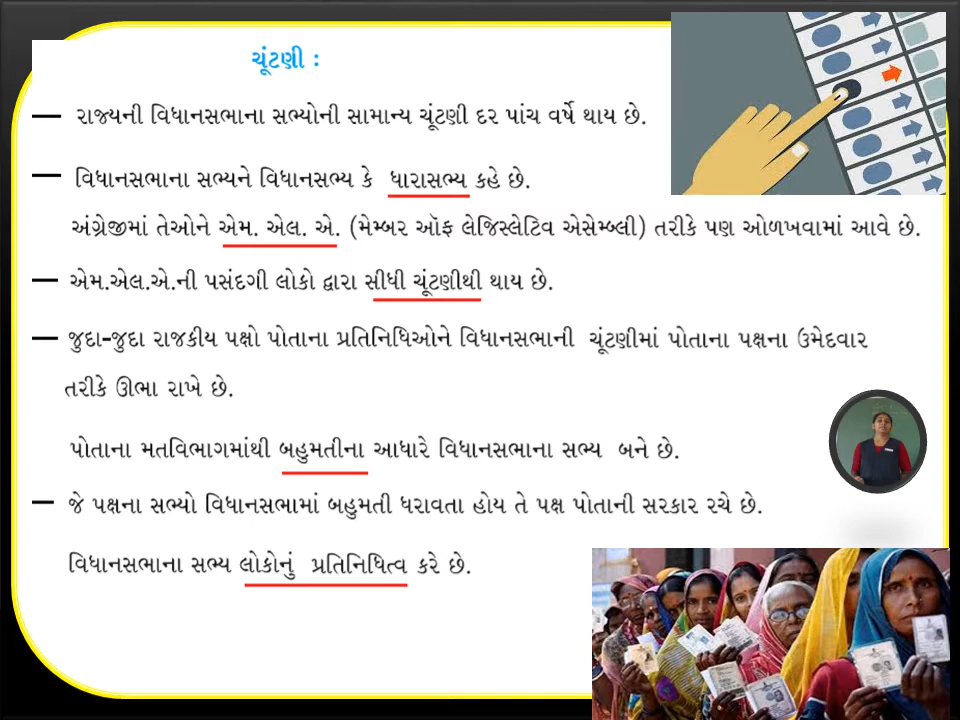 ચૂંટણી :
— રાજ્યની વિધાનસભાના સભ્યોની સામાન્ય ચૂંટણી દર પાંચ વર્ષે થાય છે.
— વિધાનસભાના સભ્યને વિધાનસભ્ય કે ધારાસભ્ય કહે છે.
અંગ્રેજીમાં તેઓને એમ. એલ. એ. (મેમ્બર ઑફ લેજિસ્લેટિવ એસેમ્બ્લી) તરીકે પણ ઓળખવામાં આવે છે.
— એમ.એલ.એ.ની પસંદગી લોકો દ્વારા સીધી ચૂંટણીથી થાય છે.
— જુદા-જુદા રાજકીય પક્ષો પોતાના પ્રતિનિધિઓને વિધાનસભાની ચૂંટણીમાં પોતાના પક્ષના ઉમેદવાર
તરીકે ઊભા રાખે છે.
પોતાના મતવિભાગમાંથી બહુમતીના આધારે વિધાનસભાના સભ્ય બને છે.
— જે પક્ષના સભ્યો વિધાનસભામાં બહુમતી ધરાવતા હોય તે પક્ષ પોતાની સરકાર રચે છે.
વિધાનસભાના સભ્ય લોકોનું પ્રતિનિધિત્વ કરે છે.